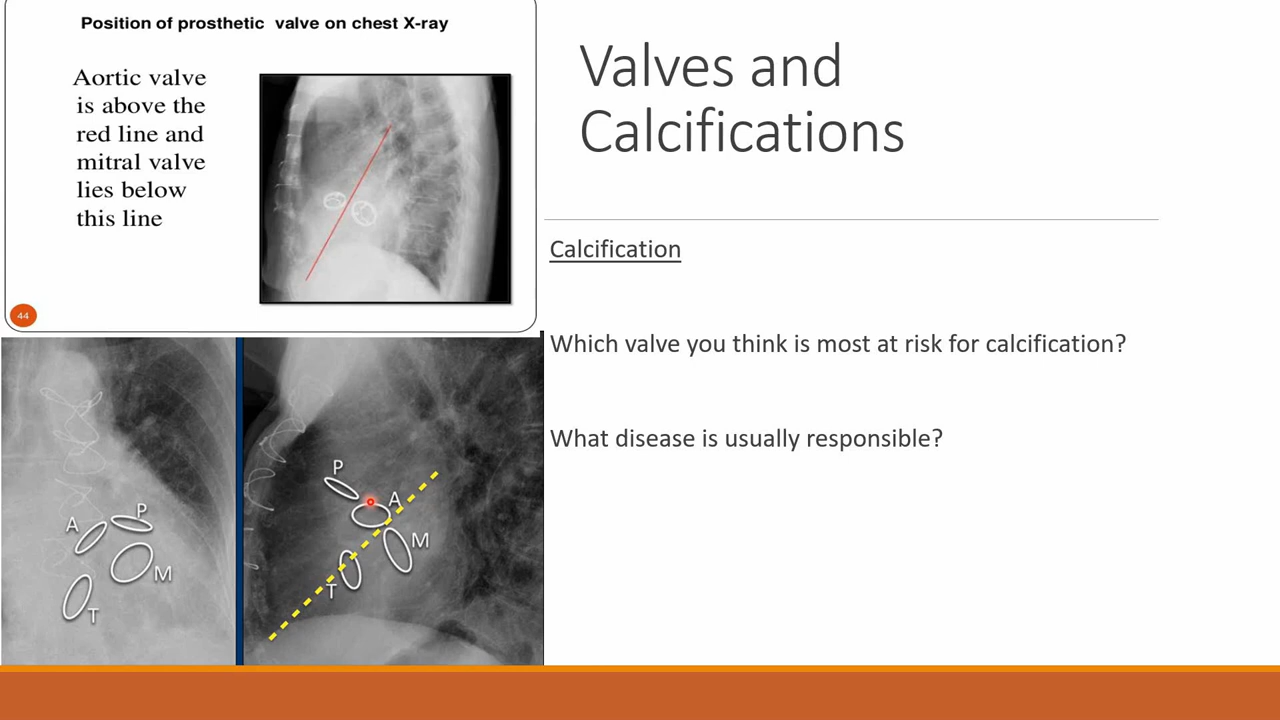 Position of prosthetic valve on chest X-ray
Aortic valve
is above the
red line and
mitral valve
lies below
this line
44
Valves and
Calcifications
Calcification
Which valve you think is most at risk for calcification?
What disease is usually responsible?
A
P
M
T
P
A
M
T